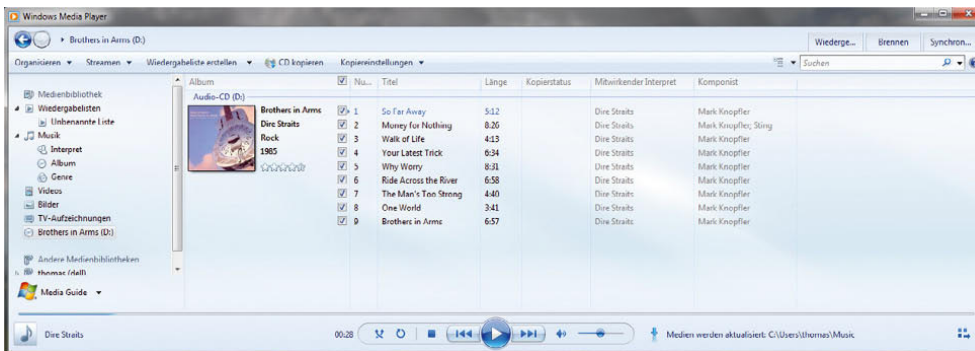 Windows Media Player
Brothers in Arms (D:)
Wiederge... Brennen Synchron...
Organisieren Streamen Wiedergabeliste erstellen CD kopieren Kopiereinstellungen Suchen
Album Nu... Titel Länge Kopierstatus Mitwirkender Interpret Komponist
Audio-CD (D:)
Medienbibliothek
Wiedergabelisten
Unbenannte Liste
Musik
Interpret
Album
Genre
Videos
Bilder
TV-Aufzeichnungen
Brothers in Arms (D:)
Andere Medienbibliotheken
thomas (dell)
Media Guide
Brothers in Arms
Dire Straits
Rock
1985
1 So Far Away 5:12 Dire Straits Mark Knopfler
2 Money for Nothing 8:26 Dire Straits Mark Knopfler; Sting
3 Walk of Life 4:13 Dire Straits Mark Knopfler
4 Your Latest Trick 6:34 Dire Straits Mark Knopfler
5 Why Worry 8:31 Dire Straits Mark Knopfler
6 Ride Across the River 6:58 Dire Straits Mark Knopfler
7 The Man's Too Strong 4:40 Dire Straits Mark Knopfler
8 One World 3:41 Dire Straits Mark Knopfler
9 Brothers in Arms 6:57 Dire Straits Mark Knopfler
Dire Straits 00:28 Medien werden aktualisiert: C:\Users\thomas\Music